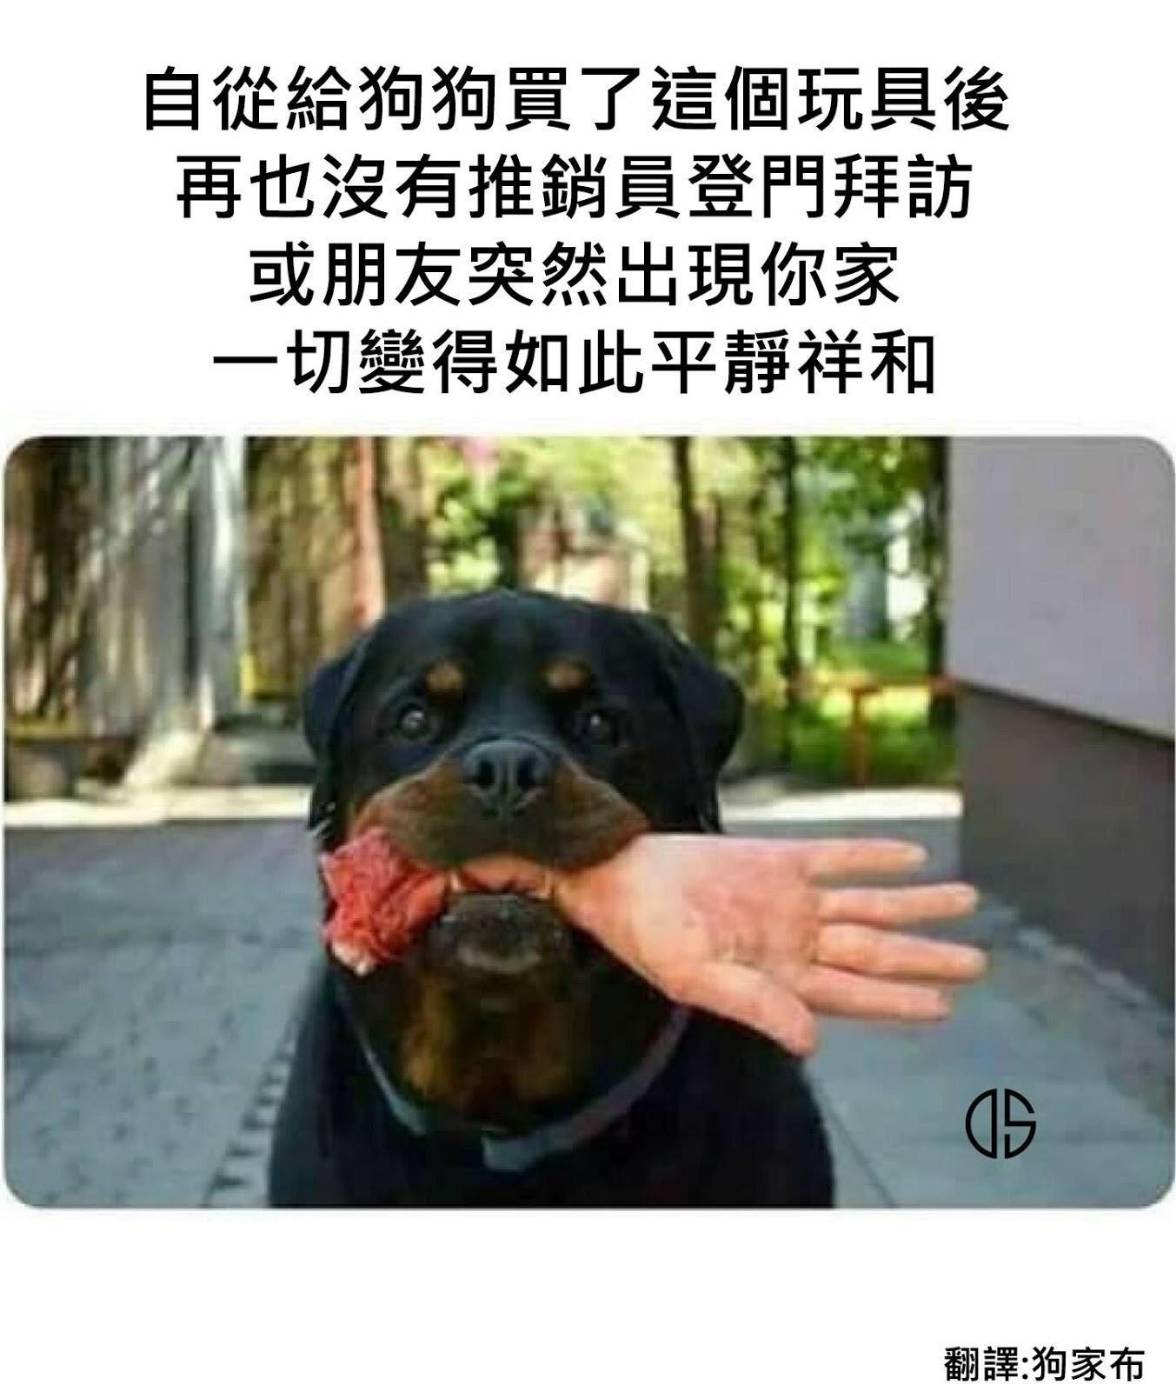 自從給狗狗買了這個玩具後
再也沒有推銷員登門拜訪
或朋友突然出現你家
一切變得如此平靜祥和
翻譯:狗家布